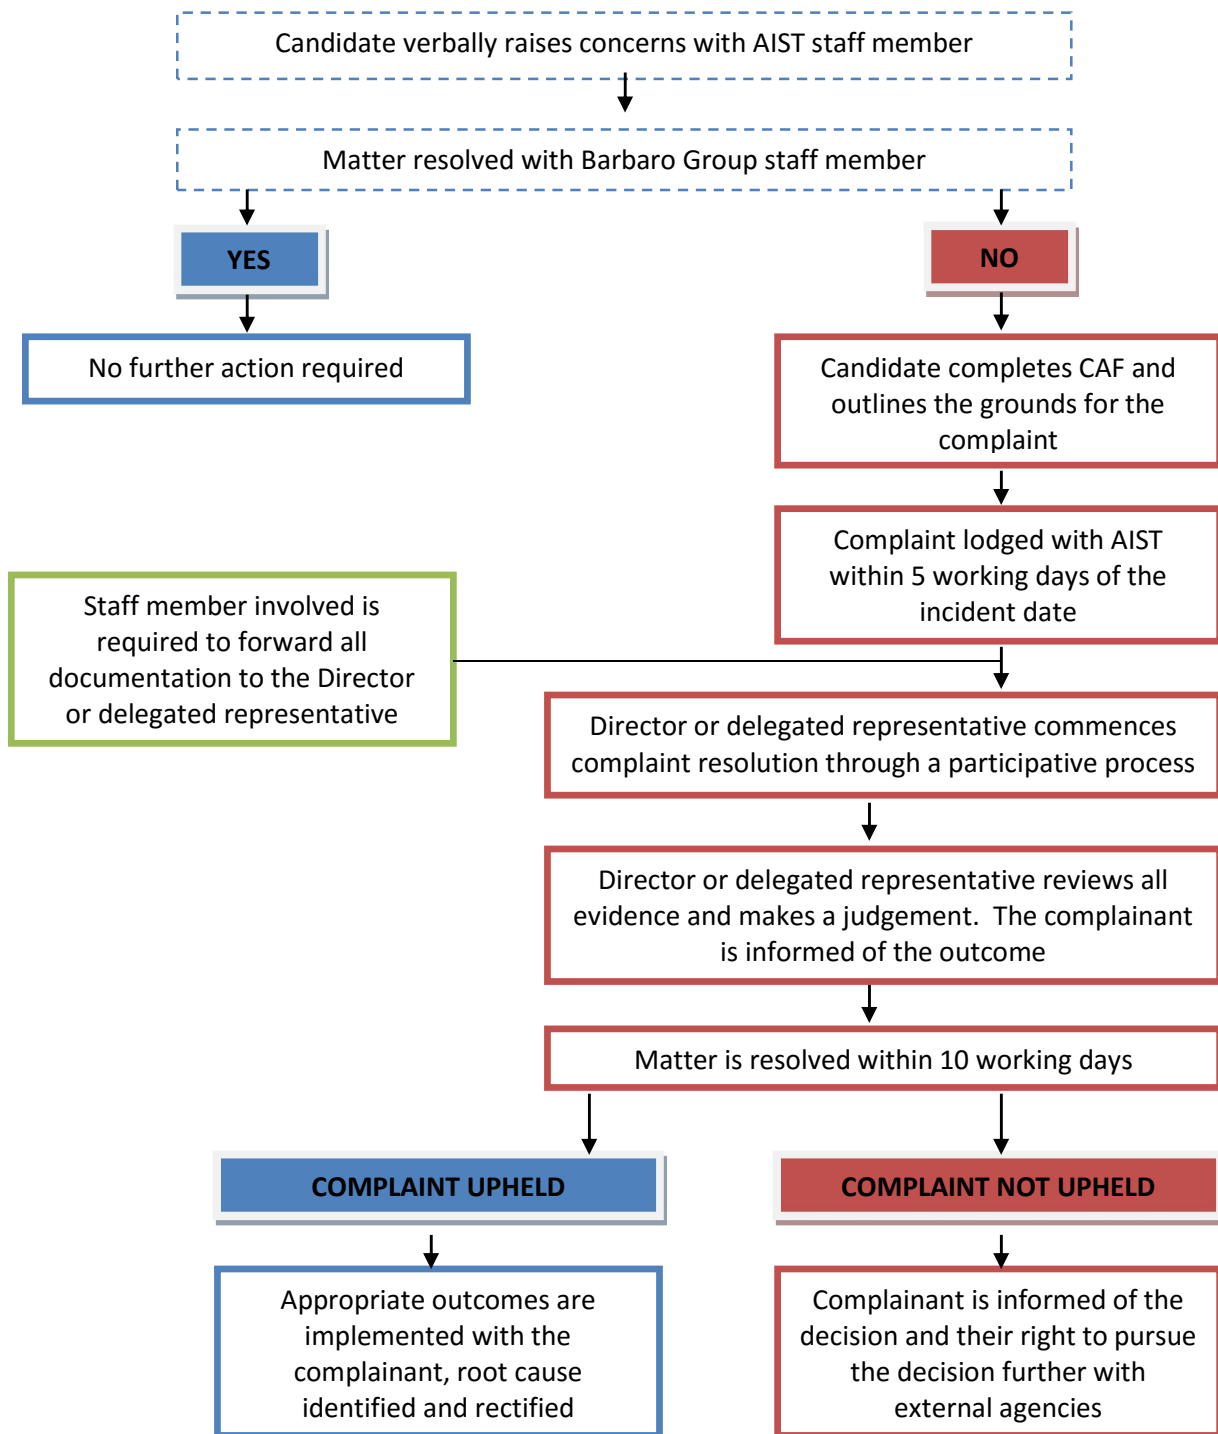 Candidate verbally raises concerns with AIST staff member
Matter resolved with Barbaro Group staff member
YES
NO
No further action required
Candidate completes CAF and
outlines the grounds for the
complaint
Complaint lodged with AIST
within 5 working days of the
incident date
Staff member involved is
required to forward all
documentation to the Director
or delegated representative
Director or delegated representative commences
complaint resolution through a participative process
Director or delegated representative reviews all
evidence and makes a judgement.  The complainant
is informed of the outcome
Matter is resolved within 10 working days
COMPLAINT UPHELD
COMPLAINT NOT UPHELD
Appropriate outcomes are
implemented with the
complainant, root cause
identified and rectified
Complainant is informed of the
decision and their right to pursue
the decision further with
external agencies